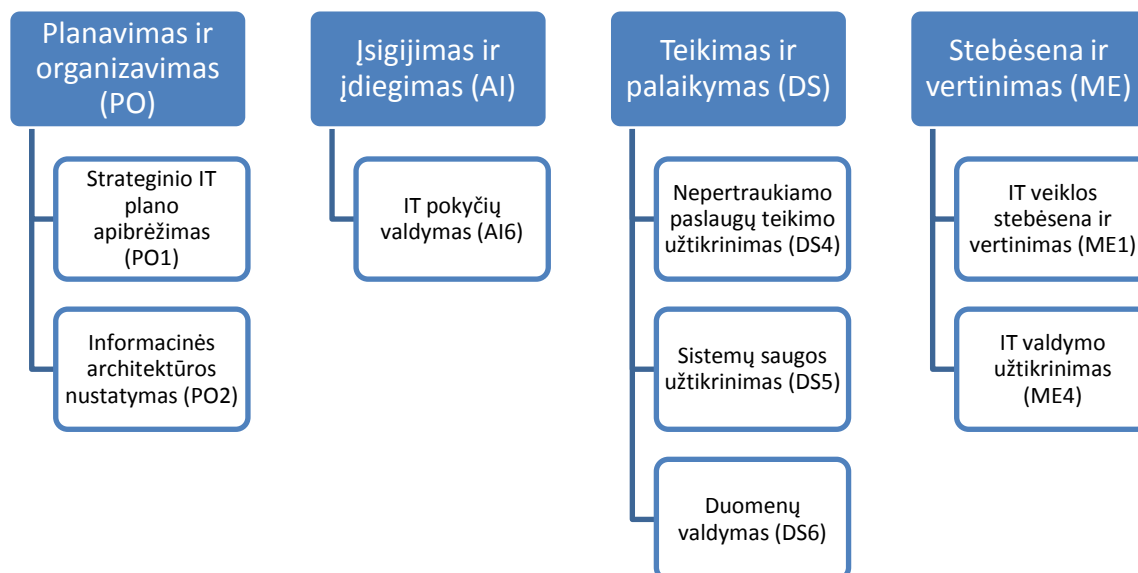 Planavimas ir
organizavimas
(PO)
Strateginio IT
plano
apibrėžimas
(PO1)
Informacinės
architektūros
nustatymas (PO2)
Įsigijimas ir
įdiegimas (AI)
IT pokyčių
valdymas (AI6)
Teikimas ir
palaikymas (DS)
Nepertraukiamo
paslaugų teikimo
užtikrinimas (DS4)
Sistemų saugos
užtikrinimas (DS5)
Duomenų
valdymas (DS6)
Stebėsena ir
vertinimas (ME)
IT veiklos
stebėsena ir
vertinimas (ME1)
IT valdymo
užtikrinimas
(ME4)